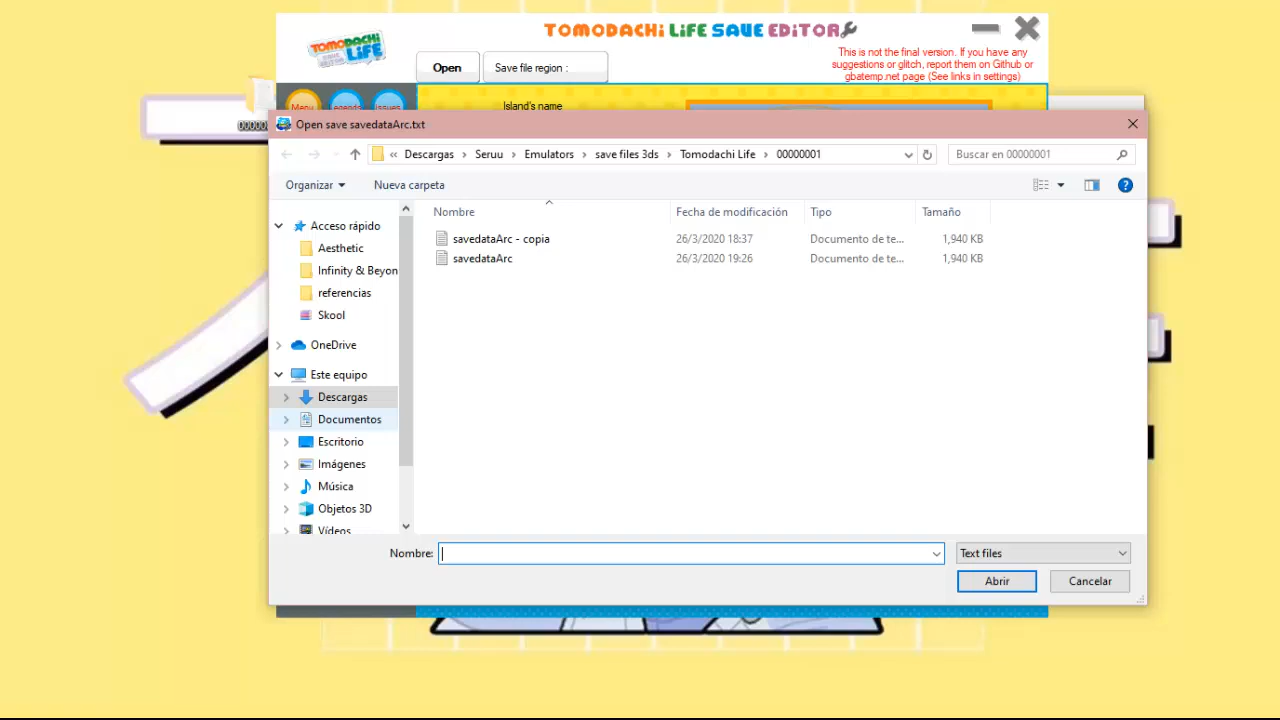 TOMODACHI LIFE SAVE EDITOR
TOMODACHI
LIFE
Open
Save file region :
This is not the final version. If you have any
suggestions or glitch, report them on Github or
gbatemp.net page (See links in settings)
Menu
Legends
Issues
Island's name
Open save savedataArc.txt
« Descargas > Seruu > Emulators > save files 3ds > Tomodachi Life > 00000001
Buscar en 00000001
Organizar
Nueva carpeta
Nombre
Fecha de modificación
Tipo
Tamaño
savedataArc - copia
26/3/2020 18:37
Documento de te...
1,940 KB
savedataArc
26/3/2020 19:26
Documento de te...
1,940 KB
Acceso rápido
Aesthetic
Infinity & Beyon
referencias
Skool
OneDrive
Este equipo
Descargas
Documentos
Escritorio
Imágenes
Música
Objetos 3D
Vídeos
Nombre:
Text files
Abrir
Cancelar